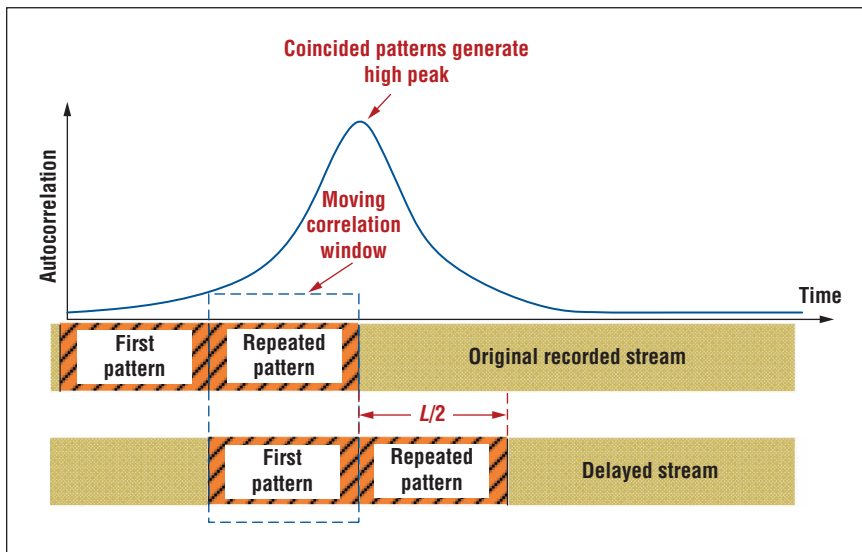 Coincided patterns generate
high peak
Autocorrelation
Moving
correlation
window
Time
First
pattern
Repeated
pattern
Original recorded stream
L/2
First
pattern
Repeated
pattern
Delayed stream